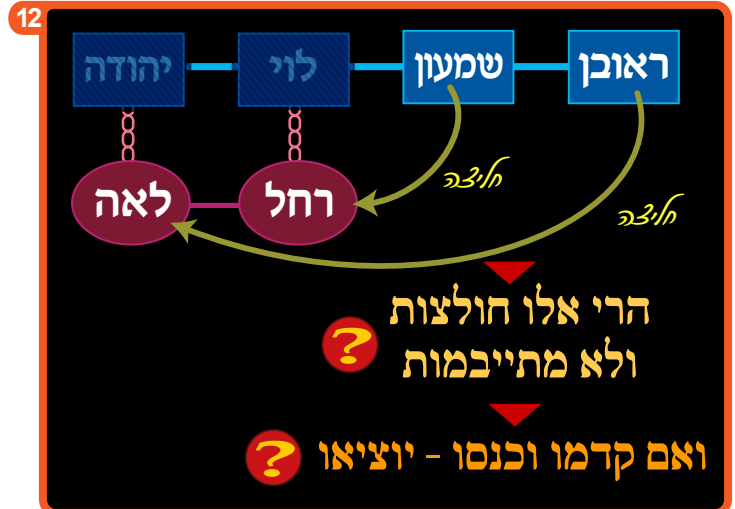 12
ראובן שמעון לוי יהודה
חליצה
חליצה
רחל לאה
הרי אלו חולצות
ולא מתייבמות ?
ואם קדמו וכנסו - יוציאו ?